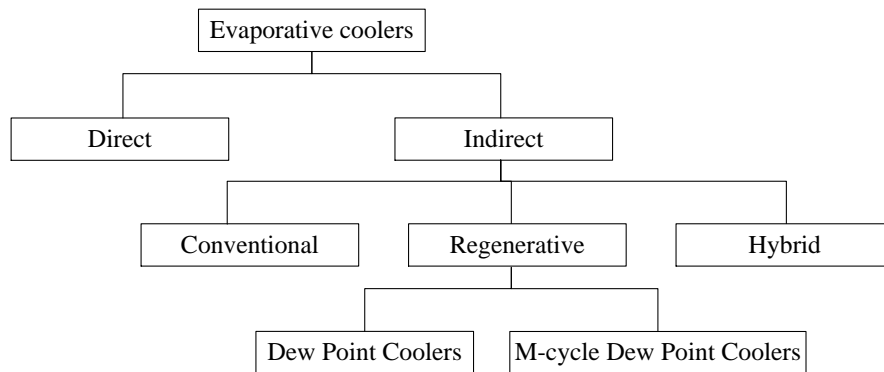 Evaporative coolers
Direct
Indirect
Conventional
Regenerative
Hybrid
Dew Point Coolers
M-cycle Dew Point Coolers